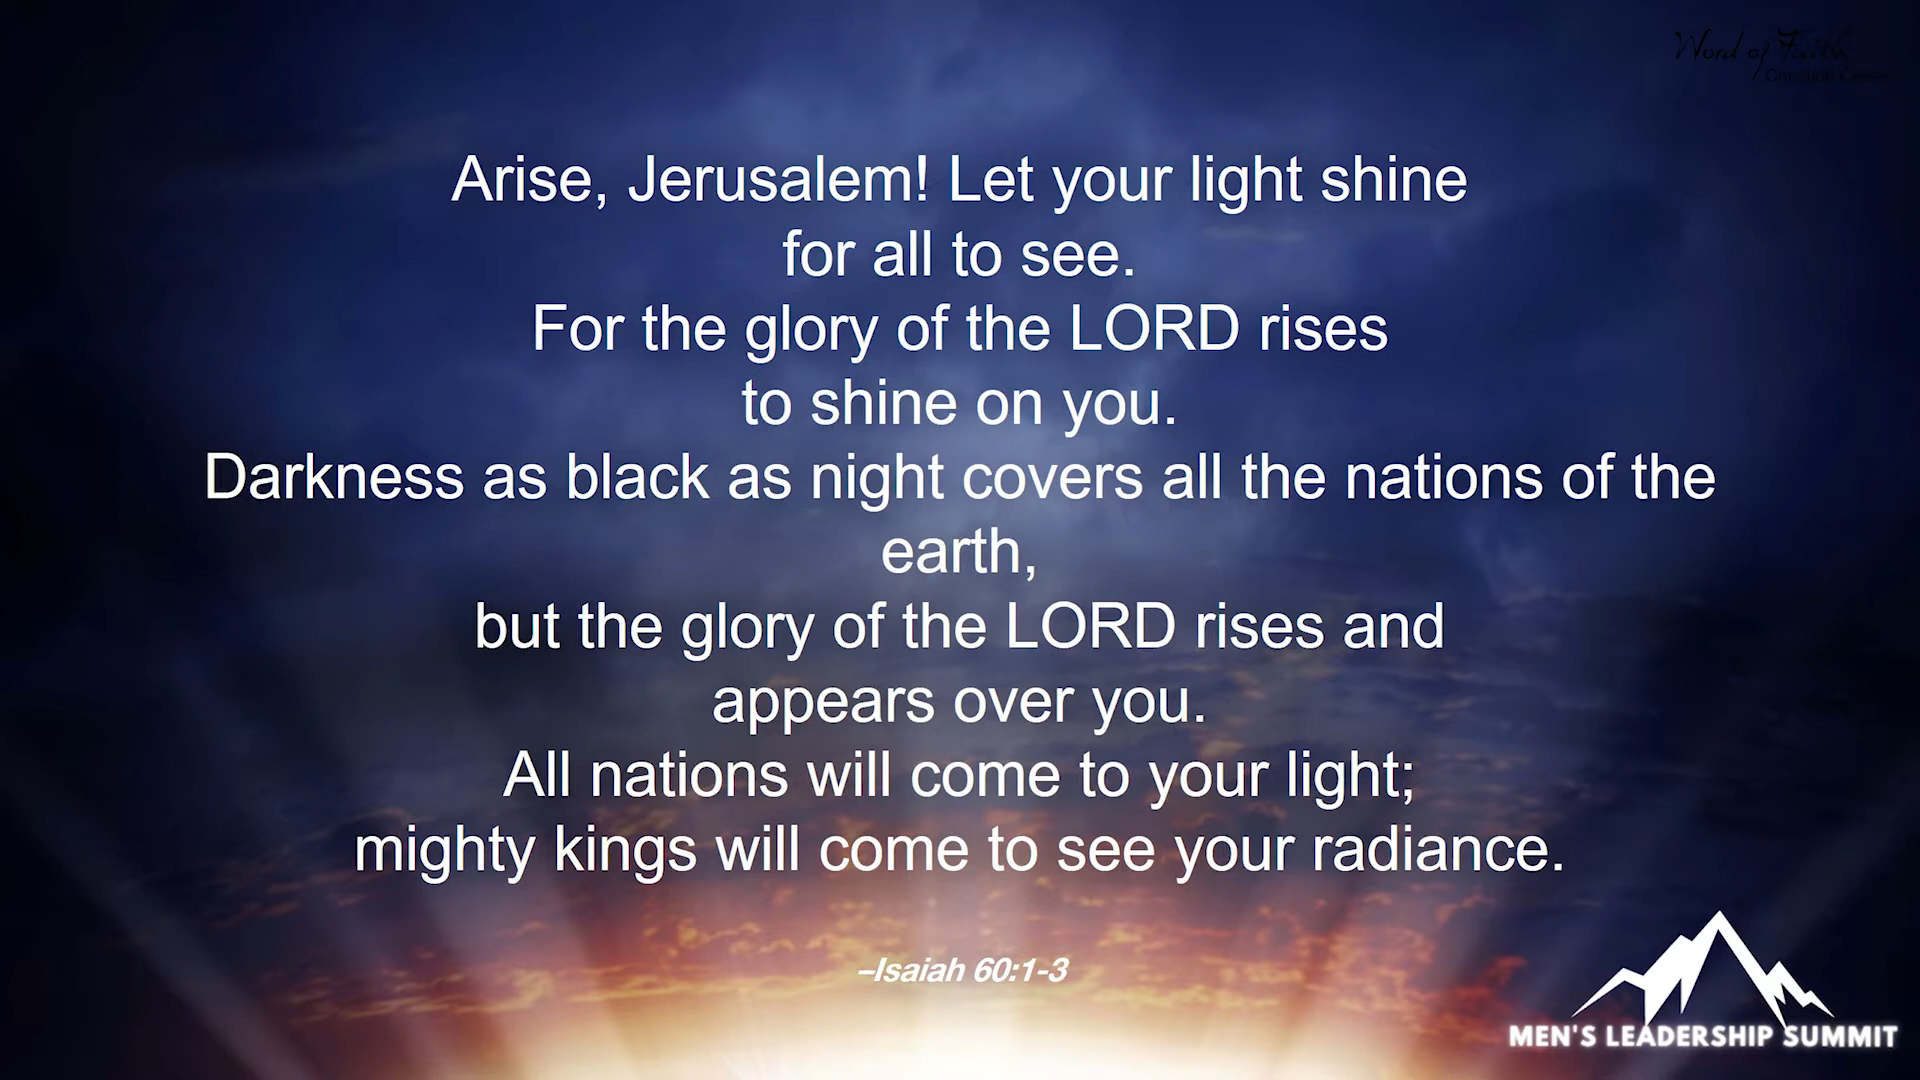 Word of Faith
Arise, Jerusalem! Let your light shine
for all to see.
For the glory of the LORD rises
to shine on you.
Darkness as black as night covers all the nations of the
earth,
but the glory of the LORD rises and
appears over you.
All nations will come to your light;
mighty kings will come to see your radiance.
–Isaiah 60:1-3
MEN'S LEADERSHIP SUMMIT